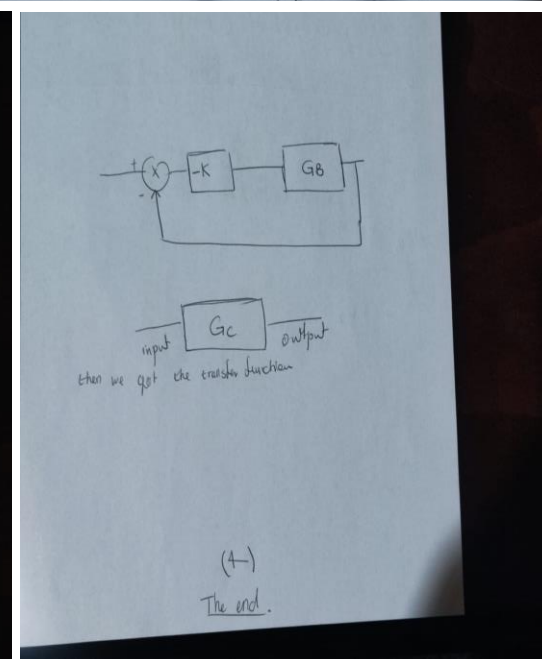 +
X
-K
GB
-
Gc
input
output
then we got the transfer function
(4)
The end.